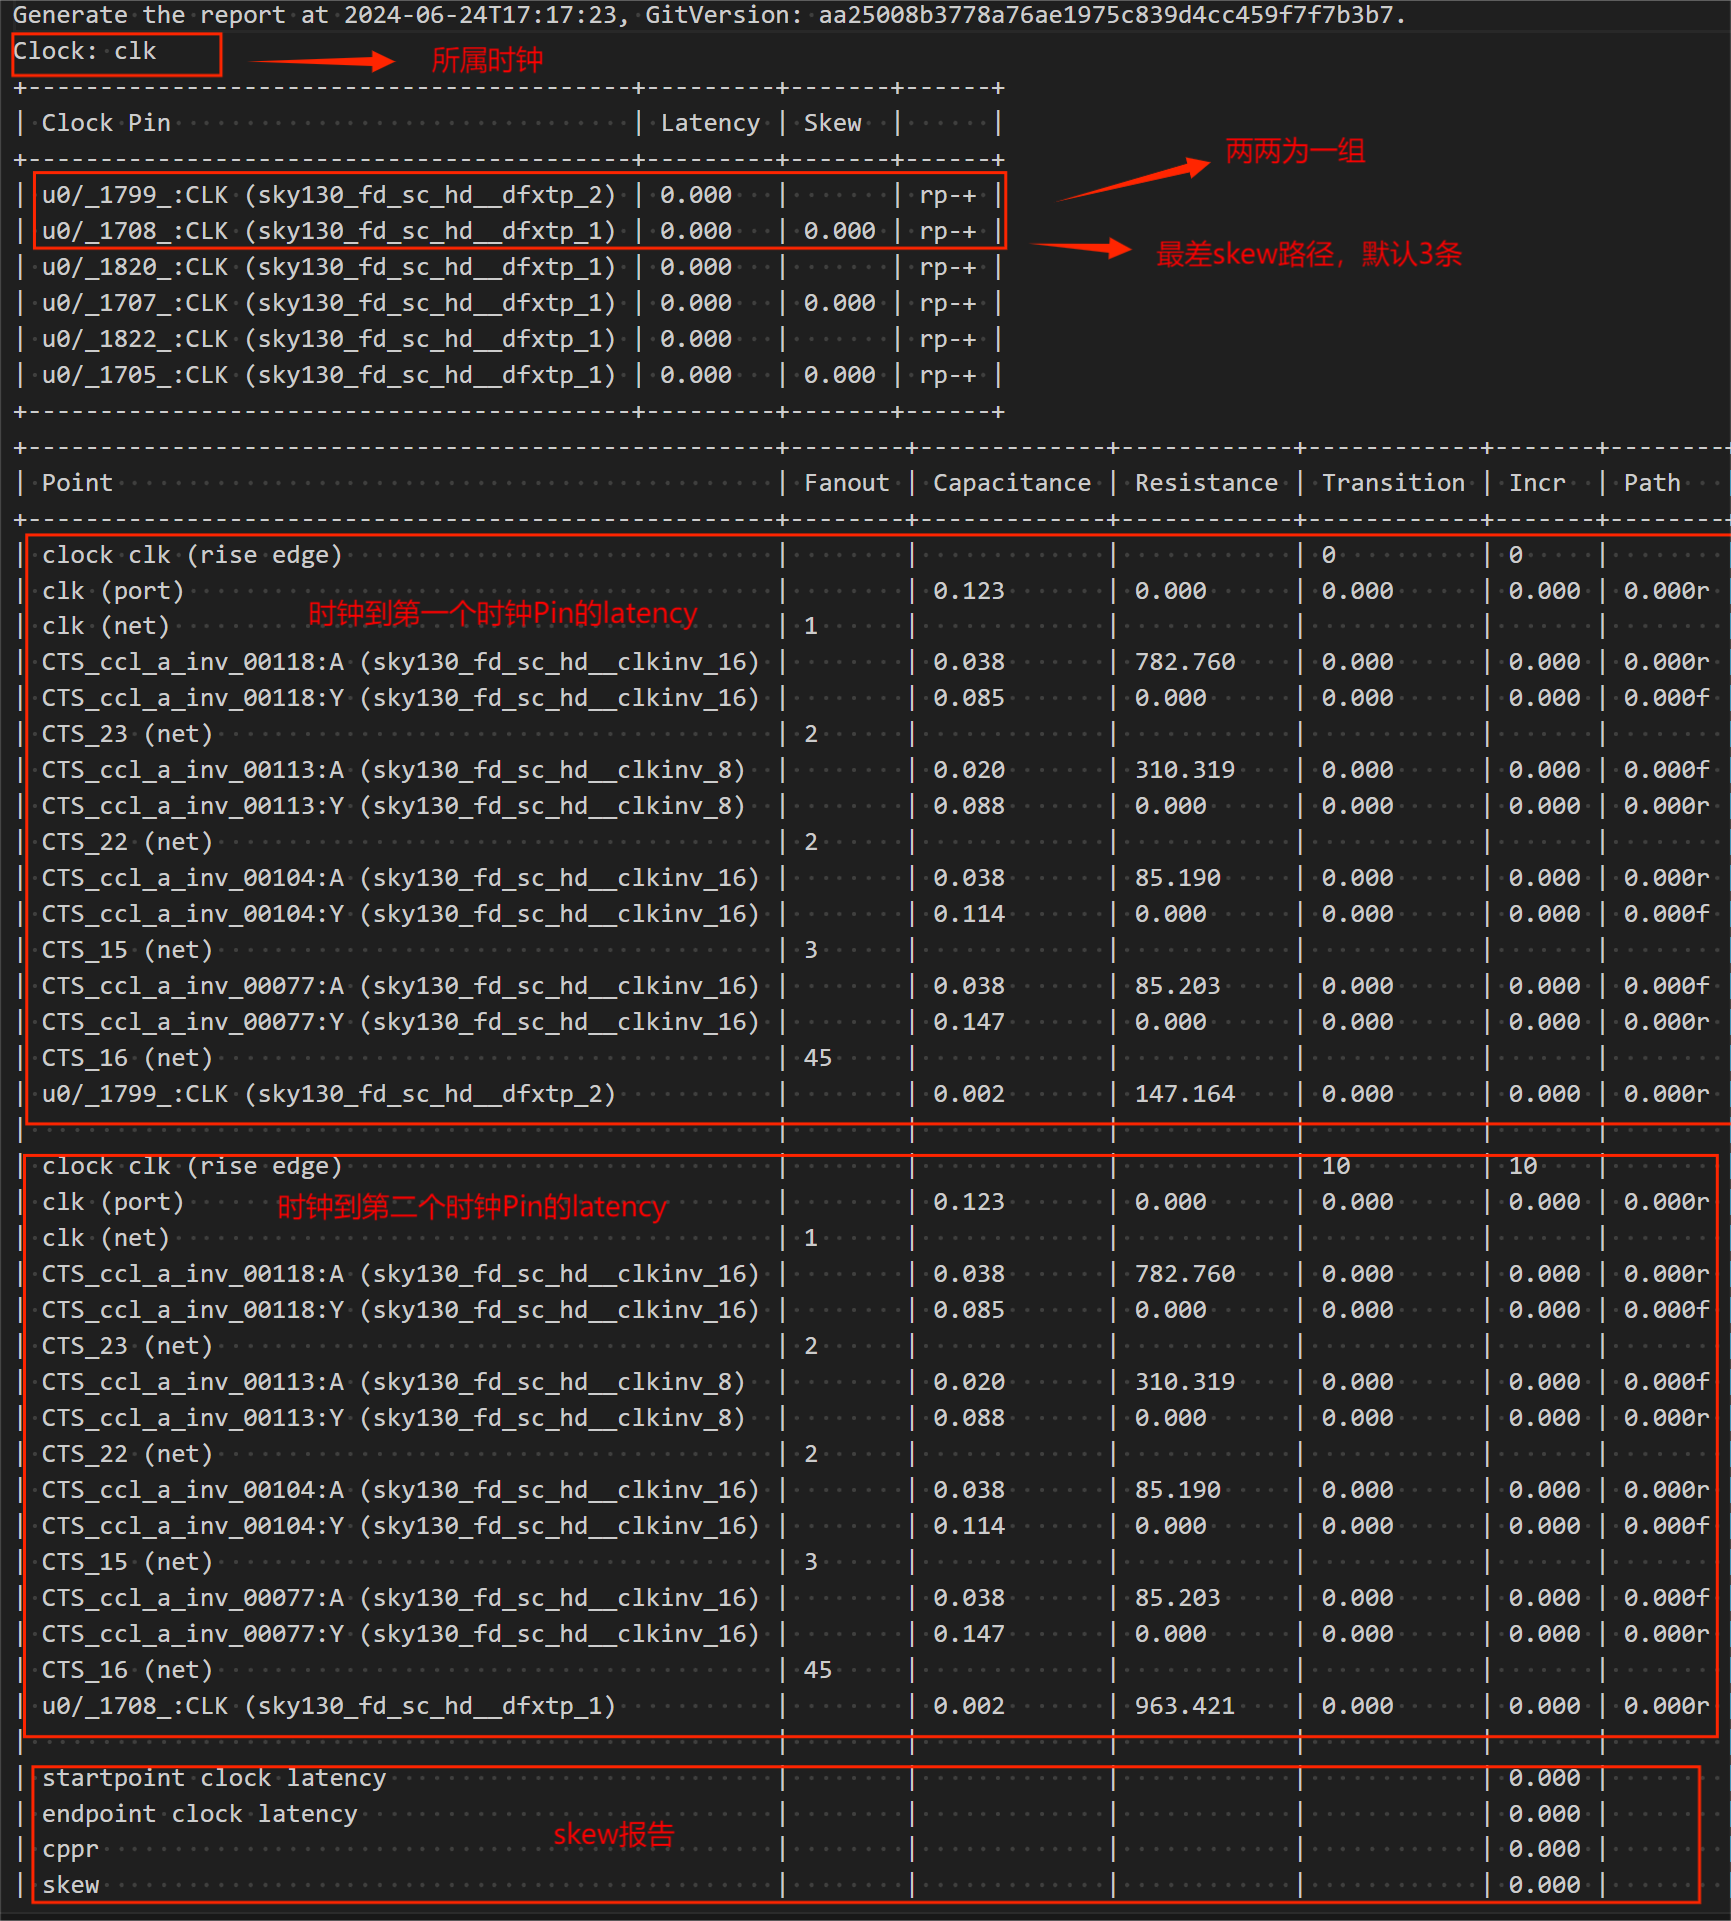 Generate the report at 2024-06-24T17:17:23, GitVersion: aa25008b3778a76ae1975c839d4cc459f7f7b3b7.
Clock: clk
所属时钟
+------------------------------------------+---------+-------+------+
| Clock Pin | Latency | Skew | |
+------------------------------------------+---------+-------+------+
两两为一组
| u0/_1799_:CLK (sky130_fd_sc_hd__dfxtp_2) | 0.000 | | rp-+ |
| u0/_1708_:CLK (sky130_fd_sc_hd__dfxtp_1) | 0.000 | 0.000 | rp-+ |
最差skew路径，默认3条
| u0/_1820_:CLK (sky130_fd_sc_hd__dfxtp_1) | 0.000 | | rp-+ |
| u0/_1707_:CLK (sky130_fd_sc_hd__dfxtp_1) | 0.000 | 0.000 | rp-+ |
| u0/_1822_:CLK (sky130_fd_sc_hd__dfxtp_1) | 0.000 | | rp-+ |
| u0/_1705_:CLK (sky130_fd_sc_hd__dfxtp_1) | 0.000 | 0.000 | rp-+ |
+------------------------------------------+---------+-------+------+
+----------------------------------------------------+--------+-------------+------------+------------+-------+--------+
| Point | Fanout | Capacitance | Resistance | Transition | Incr | Path |
+----------------------------------------------------+--------+-------------+------------+------------+-------+--------+
| clock clk (rise edge) | | | | 0 | 0 | |
| clk (port) | | 0.123 | 0.000 | 0.000 | 0.000 | 0.000r
时钟到第一个时钟Pin的latency
| clk (net) | 1 | | | | |
| CTS_ccl_a_inv_00118:A (sky130_fd_sc_hd__clkinv_16) | | 0.038 | 782.760 | 0.000 | 0.000 | 0.000r
| CTS_ccl_a_inv_00118:Y (sky130_fd_sc_hd__clkinv_16) | | 0.085 | 0.000 | 0.000 | 0.000 | 0.000f
| CTS_23 (net) | 2 | | | | |
| CTS_ccl_a_inv_00113:A (sky130_fd_sc_hd__clkinv_8) | | 0.020 | 310.319 | 0.000 | 0.000 | 0.000f
| CTS_ccl_a_inv_00113:Y (sky130_fd_sc_hd__clkinv_8) | | 0.088 | 0.000 | 0.000 | 0.000 | 0.000r
| CTS_22 (net) | 2 | | | | |
| CTS_ccl_a_inv_00104:A (sky130_fd_sc_hd__clkinv_16) | | 0.038 | 85.190 | 0.000 | 0.000 | 0.000r
| CTS_ccl_a_inv_00104:Y (sky130_fd_sc_hd__clkinv_16) | | 0.114 | 0.000 | 0.000 | 0.000 | 0.000f
| CTS_15 (net) | 3 | | | | |
| CTS_ccl_a_inv_00077:A (sky130_fd_sc_hd__clkinv_16) | | 0.038 | 85.203 | 0.000 | 0.000 | 0.000f
| CTS_ccl_a_inv_00077:Y (sky130_fd_sc_hd__clkinv_16) | | 0.147 | 0.000 | 0.000 | 0.000 | 0.000r
| CTS_16 (net) | 45 | | | | |
| u0/_1799_:CLK (sky130_fd_sc_hd__dfxtp_2) | | 0.002 | 147.164 | 0.000 | 0.000 | 0.000r
| | | | | | |
| clock clk (rise edge) | | | | 10 | 10 |
| clk (port) | | 0.123 | 0.000 | 0.000 | 0.000 | 0.000r
时钟到第二个时钟Pin的latency
| clk (net) | 1 | | | | |
| CTS_ccl_a_inv_00118:A (sky130_fd_sc_hd__clkinv_16) | | 0.038 | 782.760 | 0.000 | 0.000 | 0.000r
| CTS_ccl_a_inv_00118:Y (sky130_fd_sc_hd__clkinv_16) | | 0.085 | 0.000 | 0.000 | 0.000 | 0.000f
| CTS_23 (net) | 2 | | | | |
| CTS_ccl_a_inv_00113:A (sky130_fd_sc_hd__clkinv_8) | | 0.020 | 310.319 | 0.000 | 0.000 | 0.000f
| CTS_ccl_a_inv_00113:Y (sky130_fd_sc_hd__clkinv_8) | | 0.088 | 0.000 | 0.000 | 0.000 | 0.000r
| CTS_22 (net) | 2 | | | | |
| CTS_ccl_a_inv_00104:A (sky130_fd_sc_hd__clkinv_16) | | 0.038 | 85.190 | 0.000 | 0.000 | 0.000r
| CTS_ccl_a_inv_00104:Y (sky130_fd_sc_hd__clkinv_16) | | 0.114 | 0.000 | 0.000 | 0.000 | 0.000f
| CTS_15 (net) | 3 | | | | |
| CTS_ccl_a_inv_00077:A (sky130_fd_sc_hd__clkinv_16) | | 0.038 | 85.203 | 0.000 | 0.000 | 0.000f
| CTS_ccl_a_inv_00077:Y (sky130_fd_sc_hd__clkinv_16) | | 0.147 | 0.000 | 0.000 | 0.000 | 0.000r
| CTS_16 (net) | 45 | | | | |
| u0/_1708_:CLK (sky130_fd_sc_hd__dfxtp_1) | | 0.002 | 963.421 | 0.000 | 0.000 | 0.000r
| | | | | | |
| startpoint clock latency | | | | | 0.000 |
| endpoint clock latency | | | | | 0.000 |
skew报告
| cppr | | | | | 0.000 |
| skew | | | | | 0.000 |